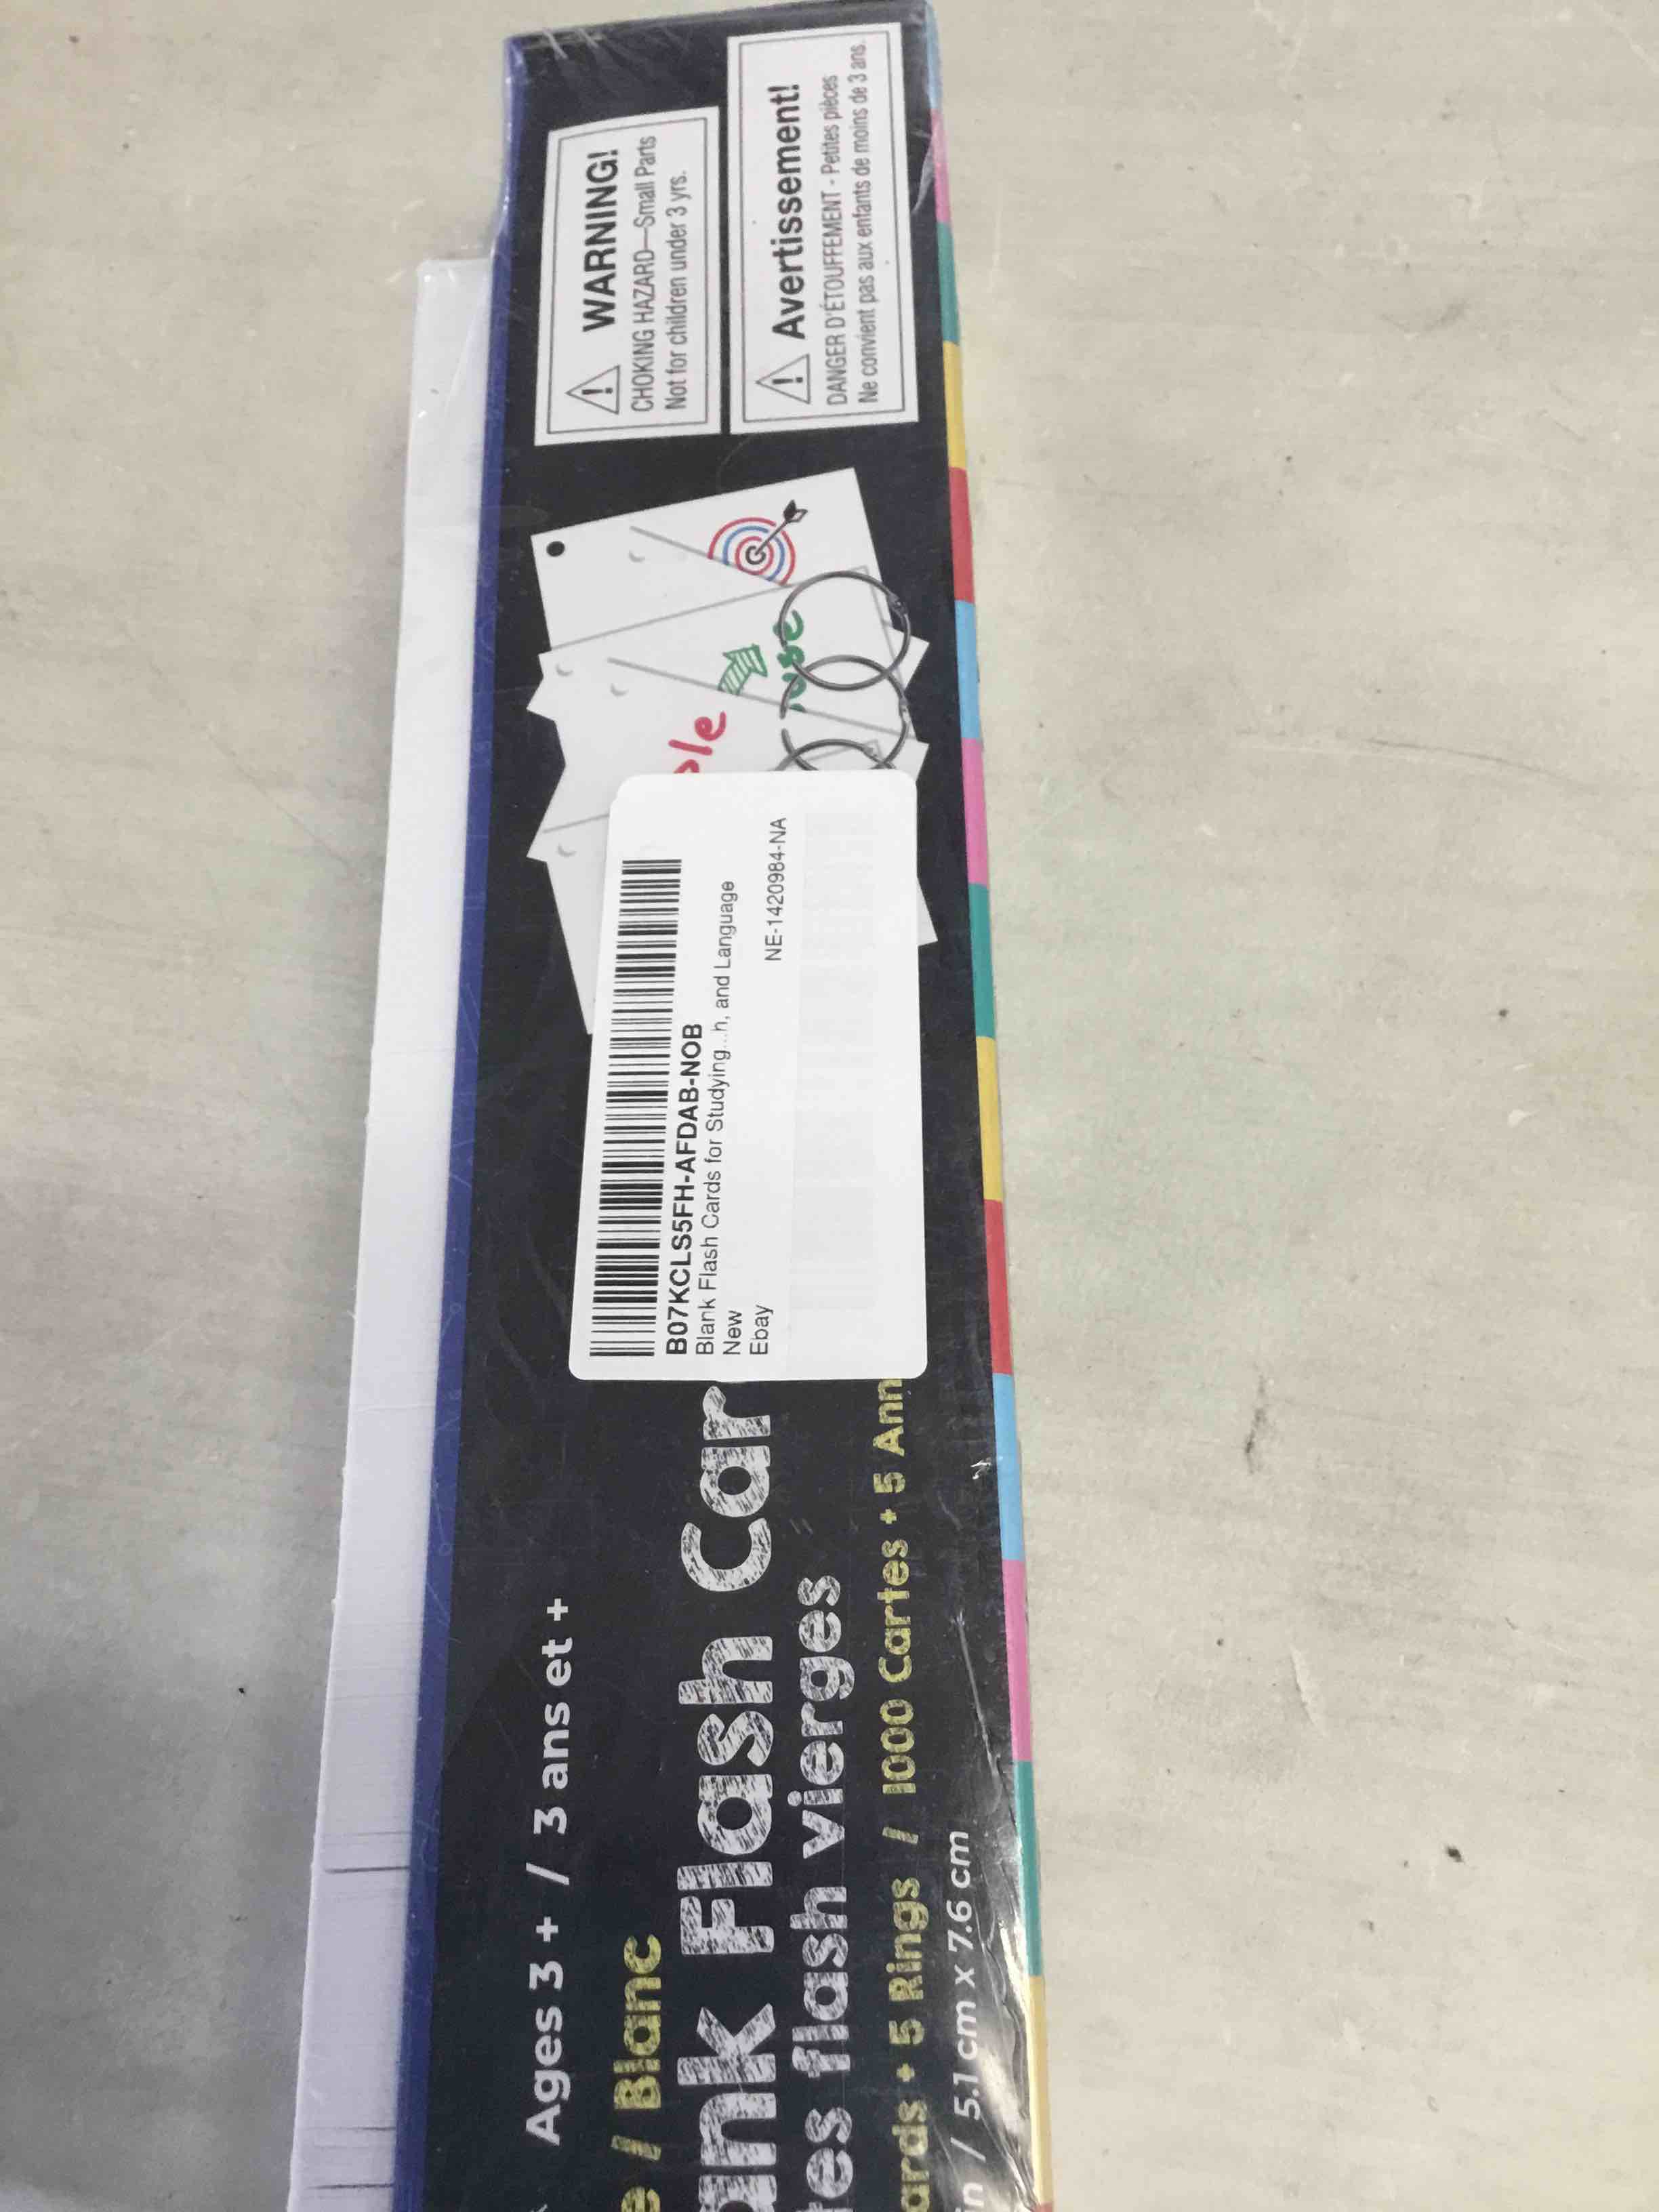 WARNING!
CHOKING HAZARD—Small Parts
Not for children under 3 yrs.
Avertissement!
DANGER D'ÉTOUFFEMENT - Petites pièces
Ne convient pas aux enfants de moins de 3 ans.
B07KCLS5FH-AFDAB-NOB
Blank Flash Cards for Studying...h, and Language
New
Ebay
NE-1420984-NA
Ages 3 + / 3 ans et +
e / Blanc
ank Flash Car
tes flash vierges
ards + 5 Rings / 1000 Cartes + 5 Ann
in / 5.1 cm x 7.6 cm